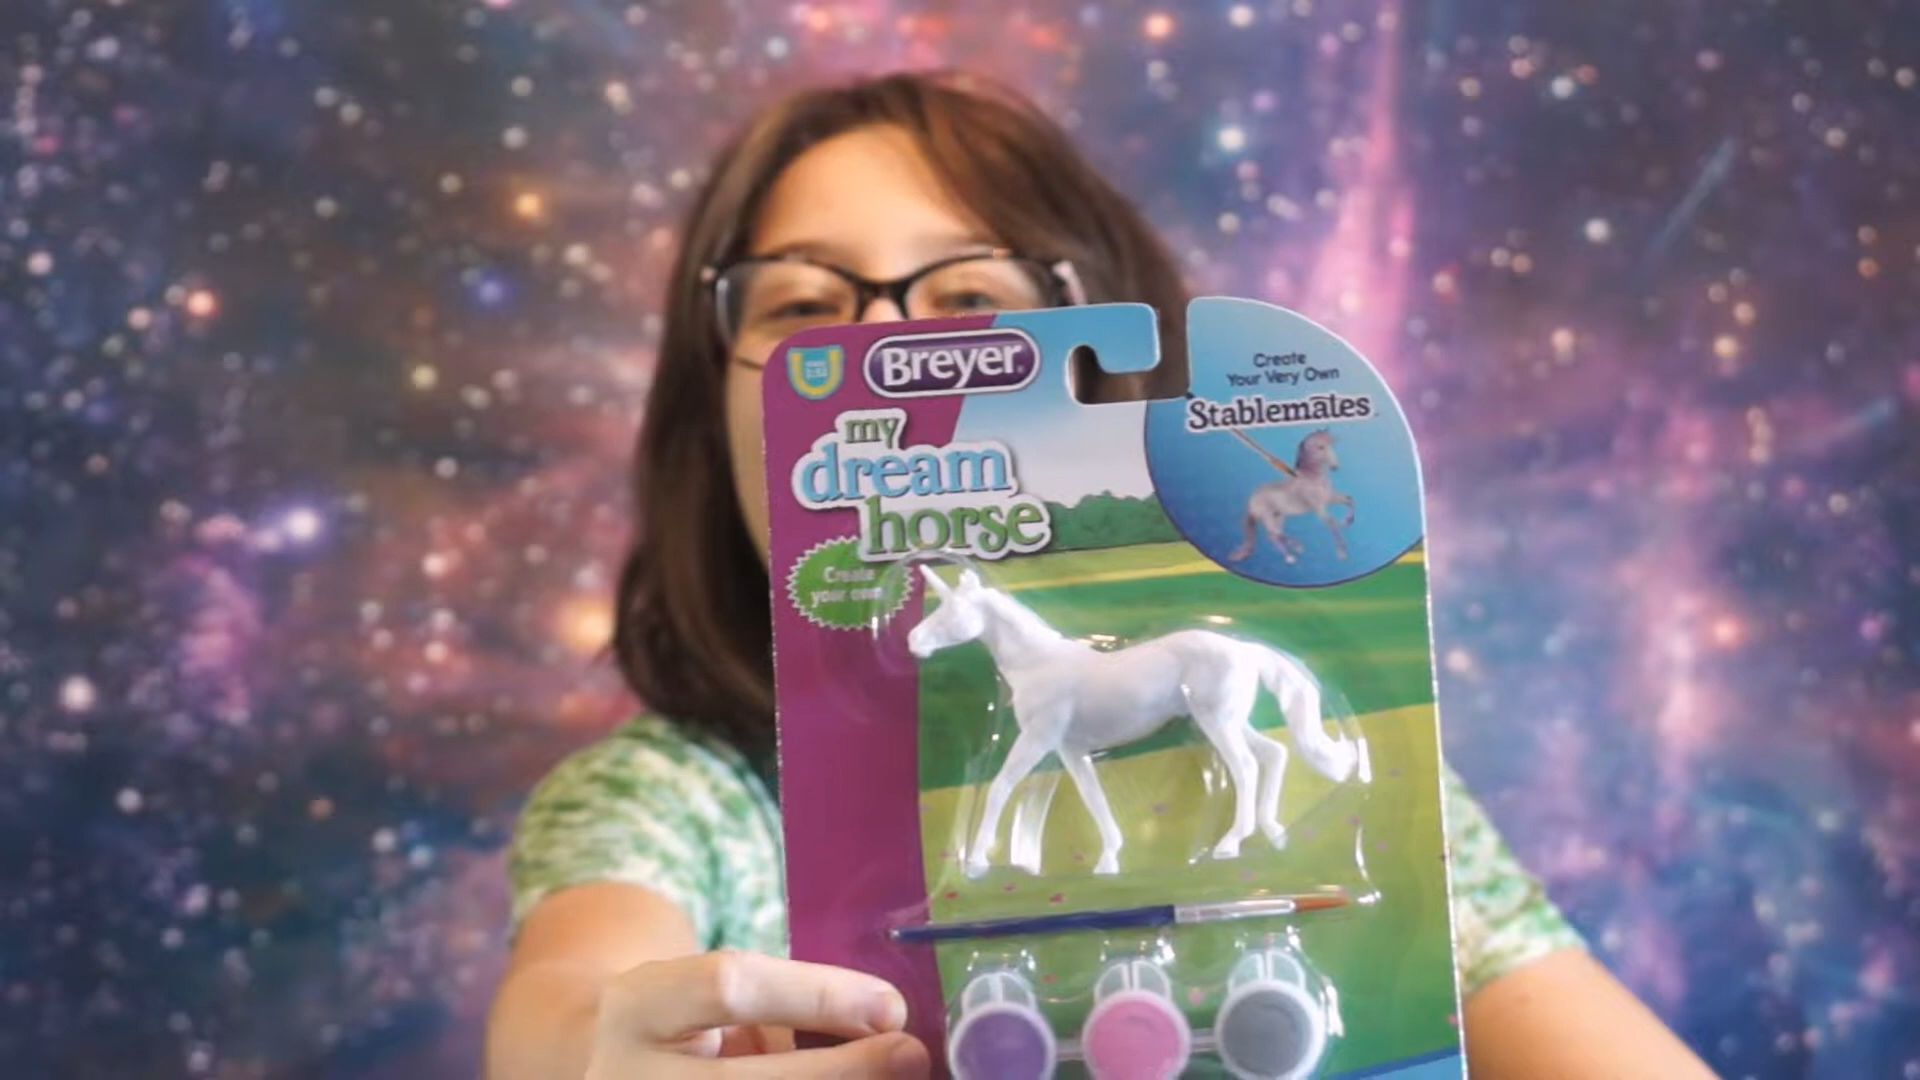 Breyer
my
dream
horse
Create
your own
Create
Your Very Own
Stablemates